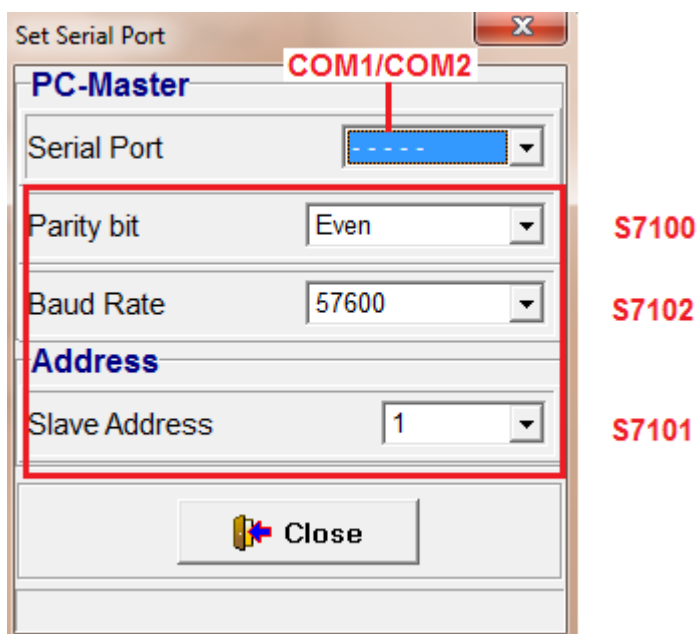 Set Serial Port
COM1/COM2
PC-Master
Serial Port
- - - - -
Parity bit
Even
S7100
Baud Rate
57600
S7102
Address
Slave Address
1
S7101
Close